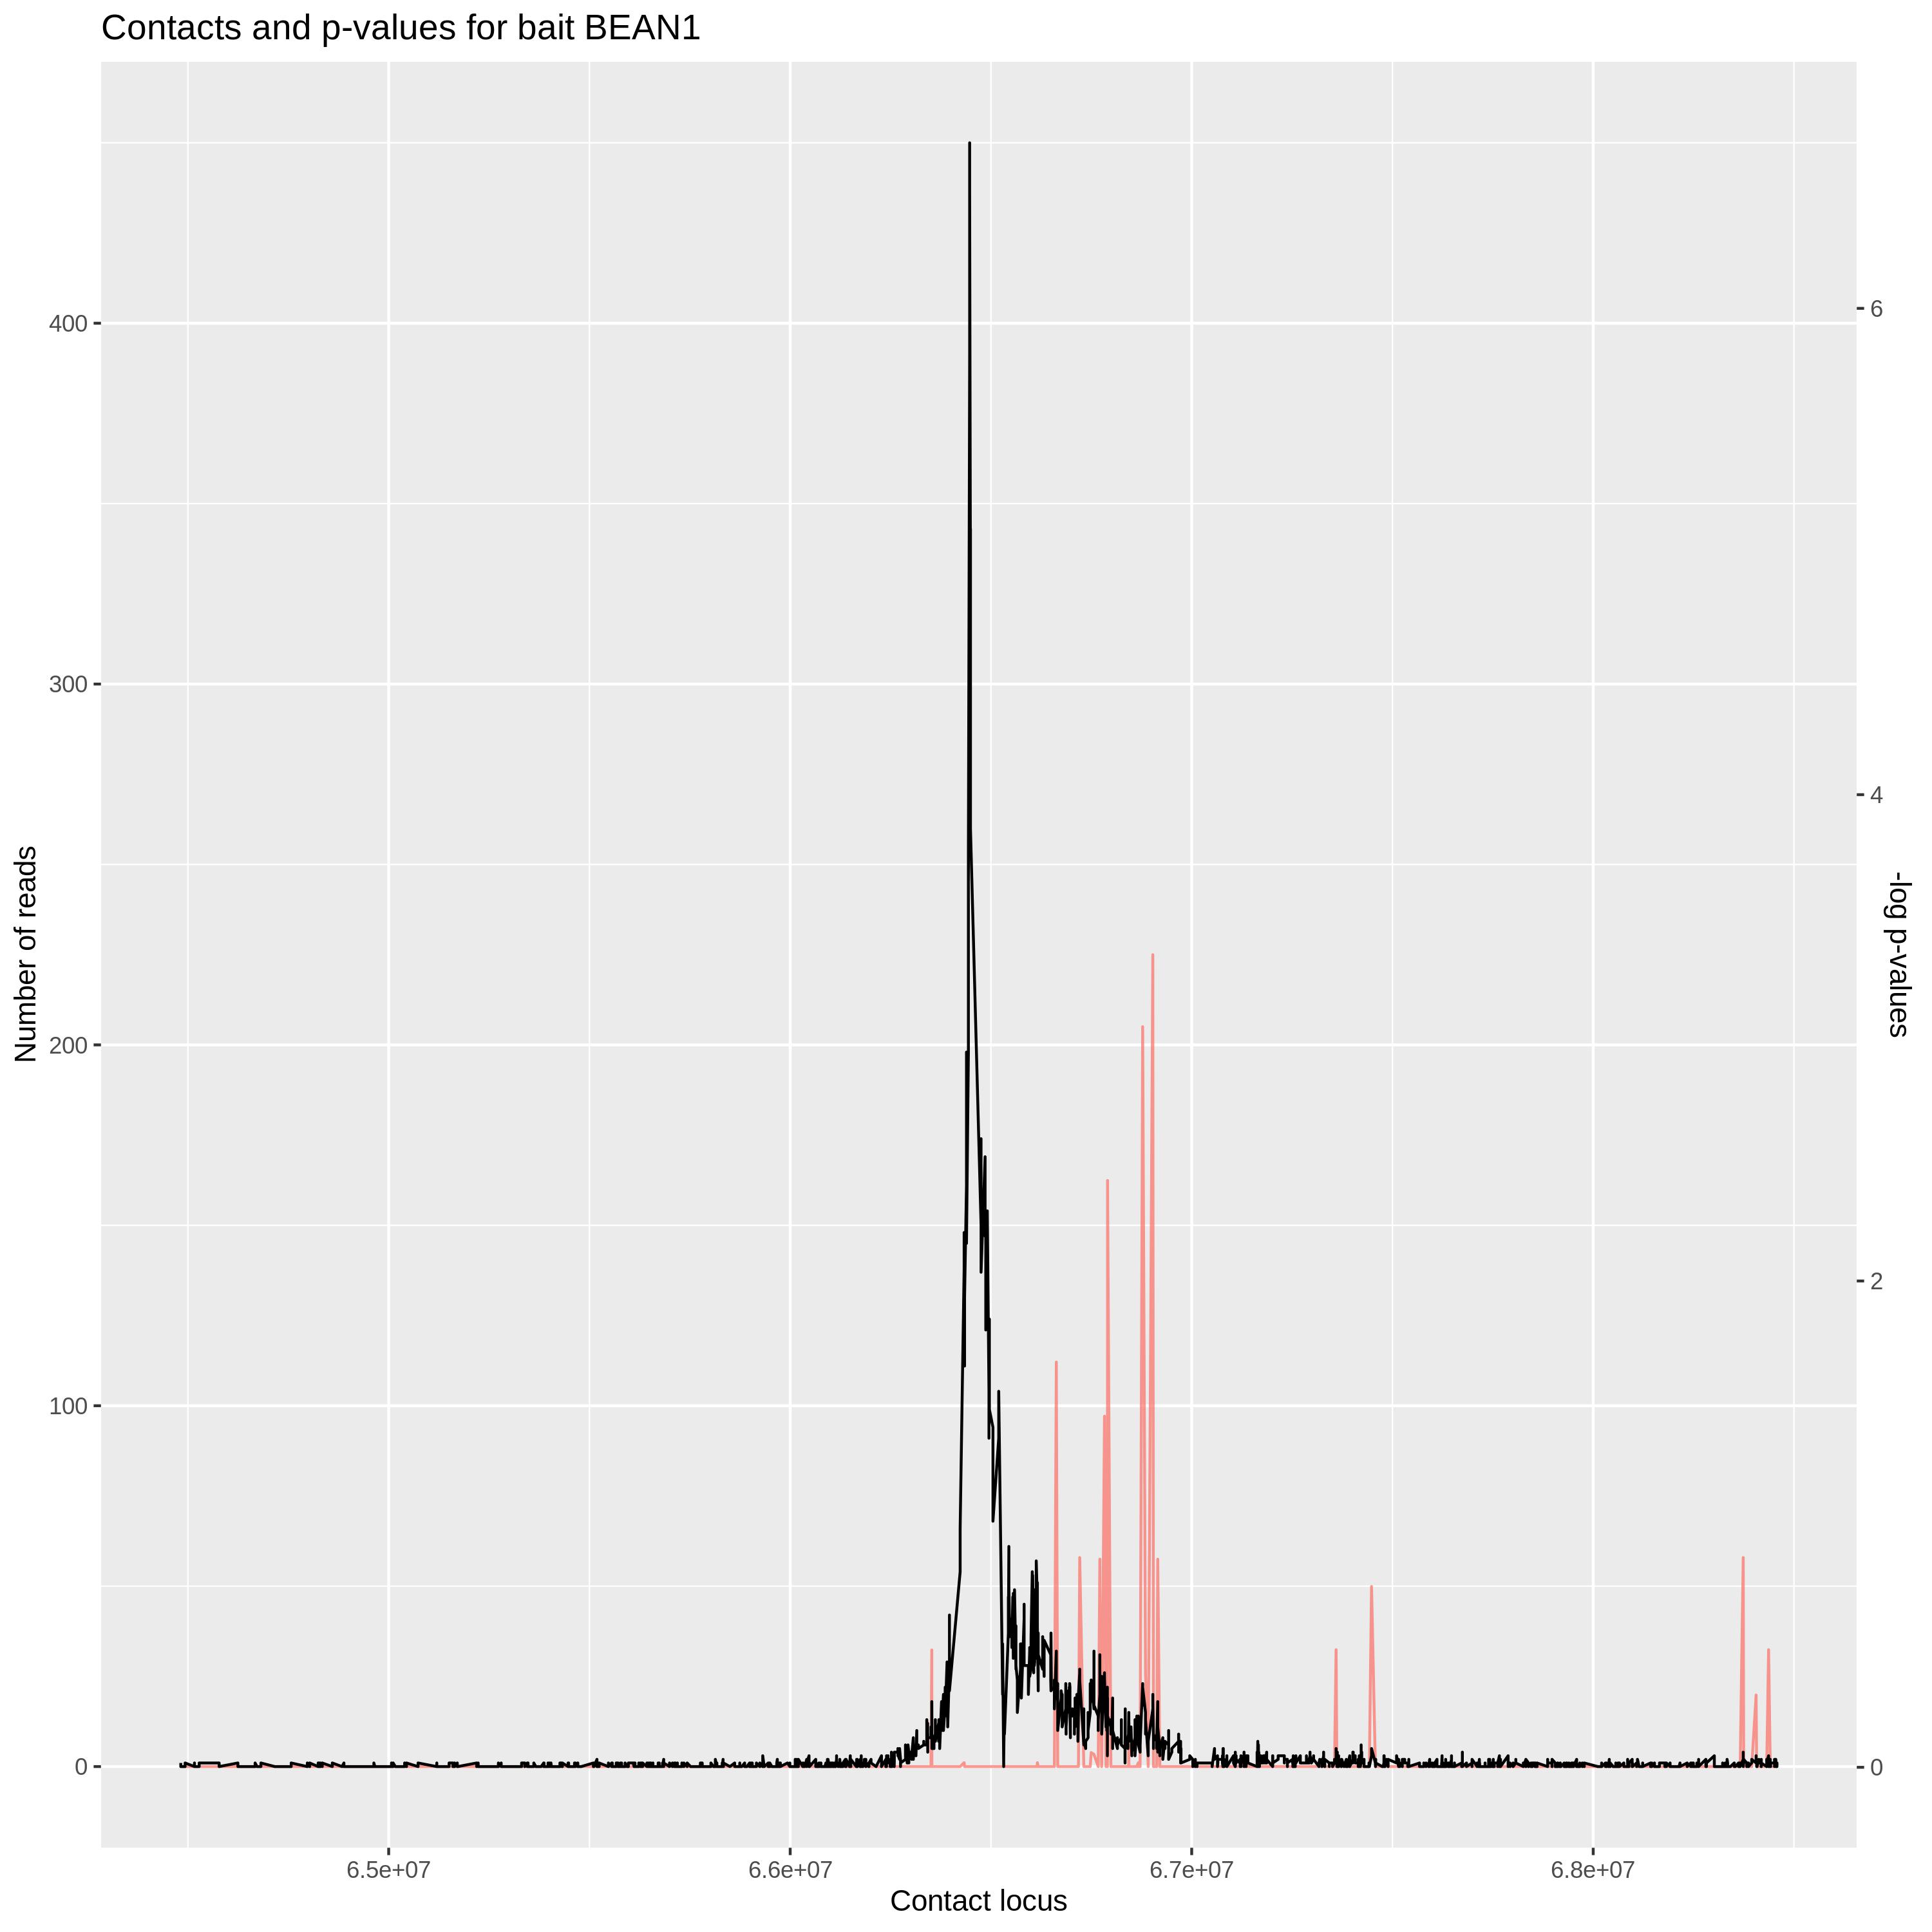 Contacts and p-values for bait BEAN1
Number of reads
400
300
200
100
0
6
4
2
0
-log p-values
6.5e+07
6.6e+07
6.7e+07
6.8e+07
Contact locus